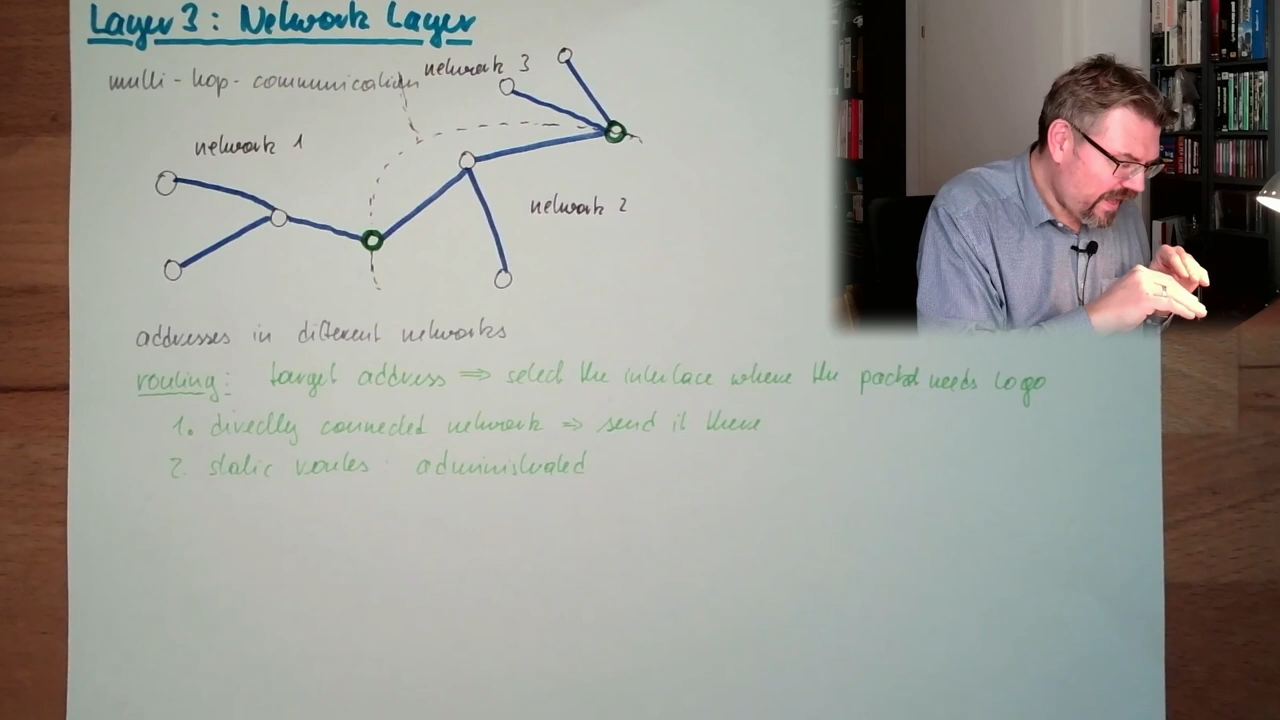 Layer 3: Network Layer
multi-hop-communication
network 3
network 1
network 2
addresses in different networks
routing: target address ⇒ select the interface where the packet needs to go
1. directly connected network ⇒ send it there
2. static routes: administrated